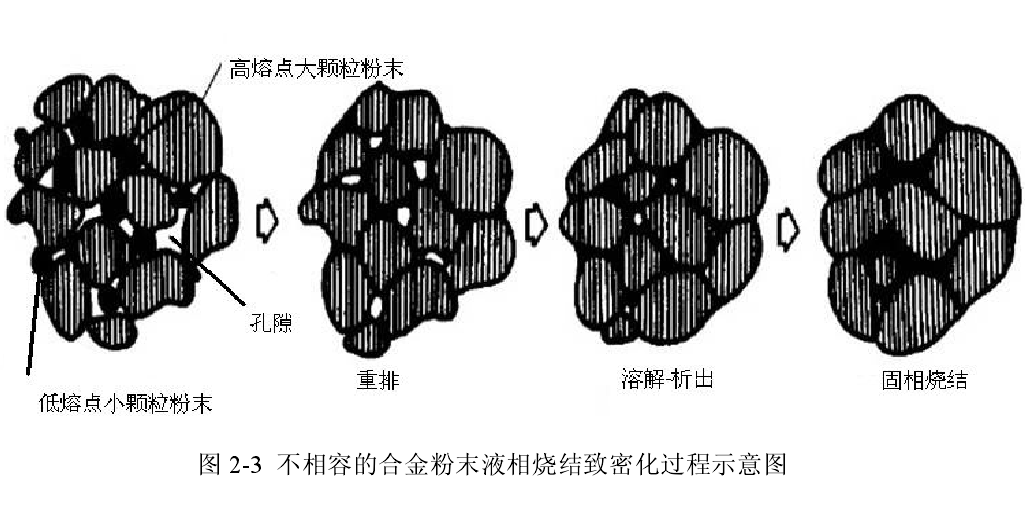 高熔点大颗粒粉末
孔隙
低熔点小颗粒粉末
重排
溶解-析出
固相烧结
图 2-3 不相容的合金粉末液相烧结致密化过程示意图